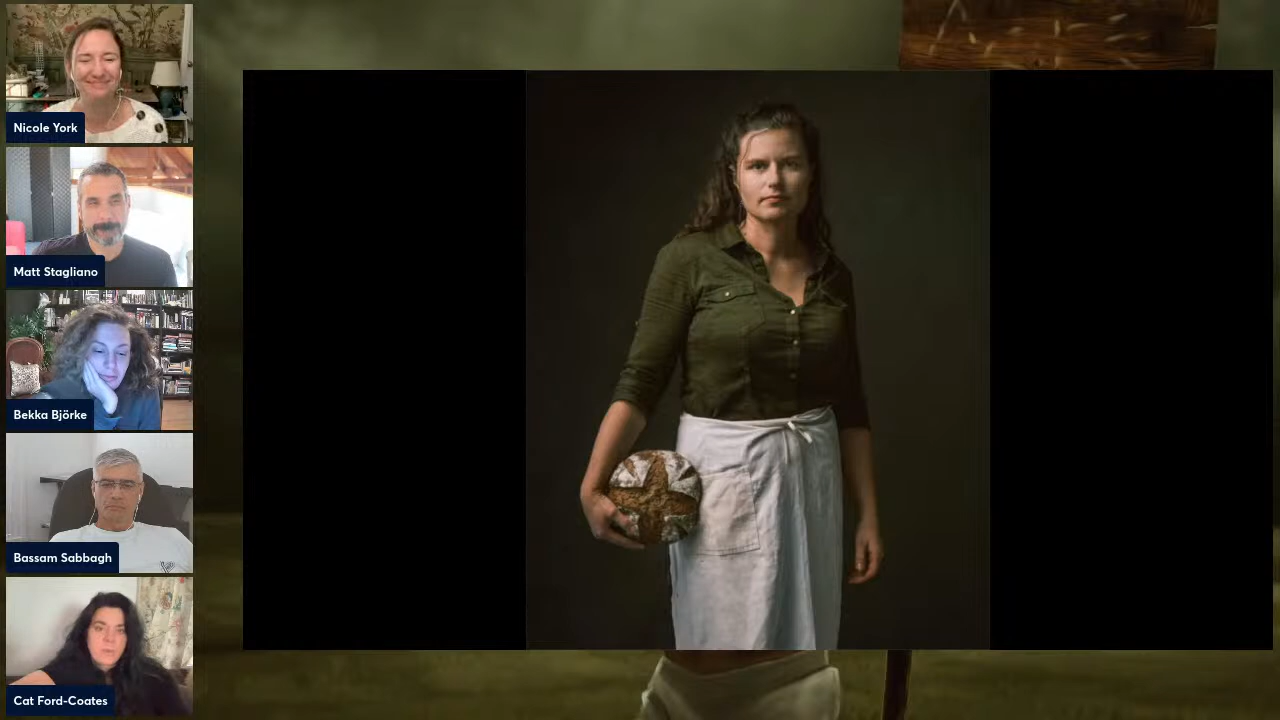 Nicole York
Matt Stagliano
Bekka Björke
Bassam Sabbagh
Cat Ford-Coates